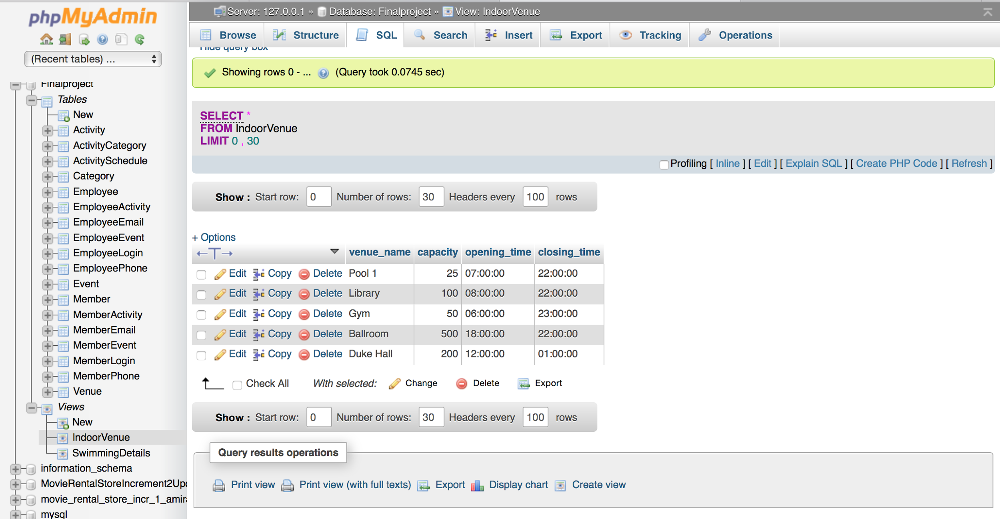 phpMyAdmin
(Recent tables) ...
Finalproject
Tables
New
Activity
ActivityCategory
ActivitySchedule
Category
Employee
EmployeeActivity
EmployeeEmail
EmployeeEvent
EmployeeLogin
EmployeePhone
Event
Member
MemberActivity
MemberEmail
MemberEvent
MemberLogin
MemberPhone
Venue
Views
New
IndoorVenue
SwimmingDetails
information_schema
MovieRentalStoreIncrement2Upd
movie_rental_store_incr_1_amira
mysql
Server: 127.0.0.1 » Database: Finalproject » View: IndoorVenue
Browse Structure SQL Search Insert Export Tracking Operations
Hide query box
Showing rows 0 - ... (Query took 0.0745 sec)
SELECT *
FROM IndoorVenue
LIMIT 0 , 30
Profiling [ Inline ] [ Edit ] [ Explain SQL ] [ Create PHP Code ] [ Refresh ]
Show : Start row: 0 Number of rows: 30 Headers every 100 rows
+ Options
←T→ venue_name capacity opening_time closing_time
Edit Copy Delete Pool 1 25 07:00:00 22:00:00
Edit Copy Delete Library 100 08:00:00 22:00:00
Edit Copy Delete Gym 50 06:00:00 23:00:00
Edit Copy Delete Ballroom 500 18:00:00 22:00:00
Edit Copy Delete Duke Hall 200 12:00:00 01:00:00
Check All With selected: Change Delete Export
Show : Start row: 0 Number of rows: 30 Headers every 100 rows
Query results operations
Print view Print view (with full texts) Export Display chart Create view